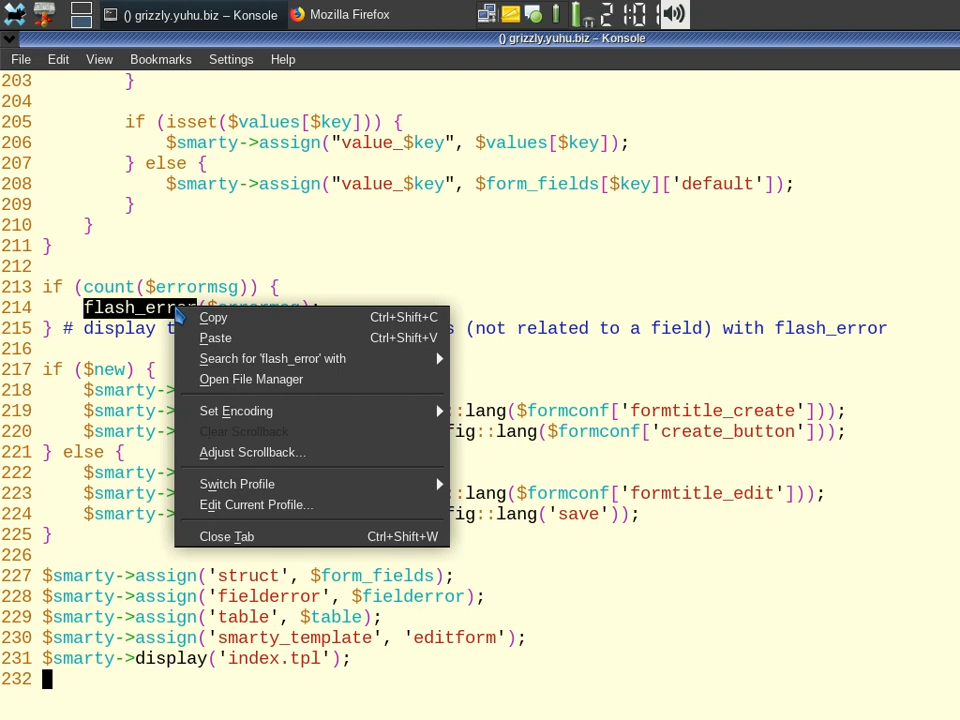 () grizzly.yuhu.biz – Konsole
Mozilla Firefox
21:01
() grizzly.yuhu.biz – Konsole
File Edit View Bookmarks Settings Help
203 }
204
205 if (isset($values[$key])) {
206 $smarty->assign("value_$key", $values[$key]);
207 } else {
208 $smarty->assign("value_$key", $form_fields[$key]['default']);
209 }
210 }
211 }
212
213 if (count($errormsg)) {
214 flash_error($errormsg);
215 } # display t s (not related to a field) with flash_error
216
217 if ($new) {
218 $smarty->
219 $smarty-> ::lang($formconf['formtitle_create']));
220 $smarty-> fig::lang($formconf['create_button']));
221 } else {
222 $smarty->
223 $smarty-> ::lang($formconf['formtitle_edit']));
224 $smarty-> fig::lang('save'));
225 }
226
227 $smarty->assign('struct', $form_fields);
228 $smarty->assign('fielderror', $fielderror);
229 $smarty->assign('table', $table);
230 $smarty->assign('smarty_template', 'editform');
231 $smarty->display('index.tpl');
232
Copy Ctrl+Shift+C
Paste Ctrl+Shift+V
Search for 'flash_error' with
Open File Manager
Set Encoding
Clear Scrollback
Adjust Scrollback...
Switch Profile
Edit Current Profile...
Close Tab Ctrl+Shift+W